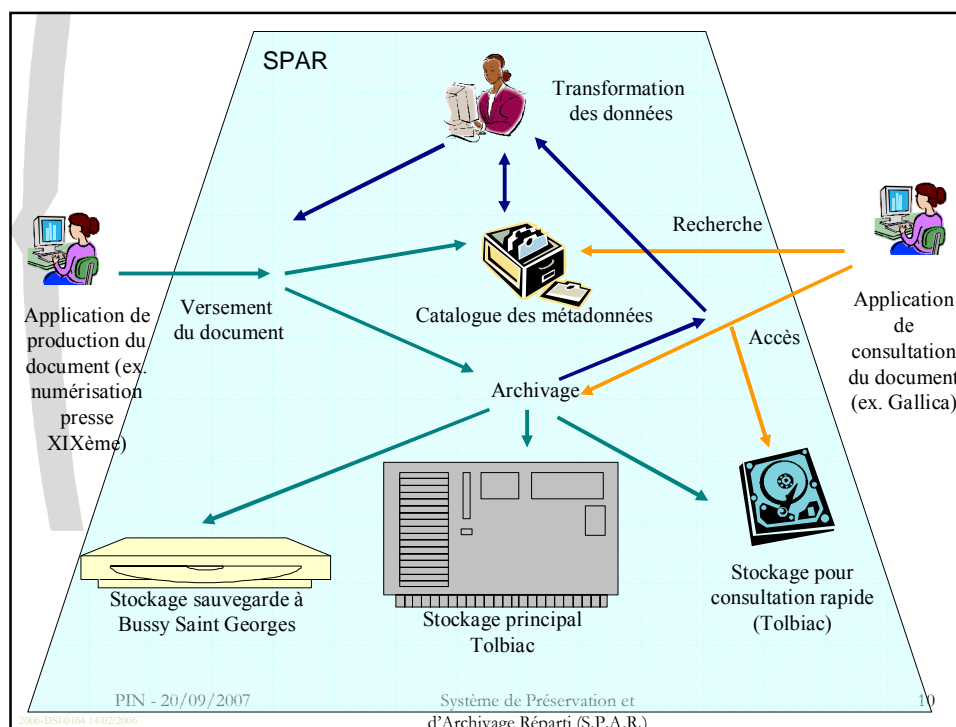 SPAR
Transformation
des données
Recherche
Application de
production du
document (ex.
numérisation
presse
XIXème)
Versement
du document
Catalogue des métadonnées
Accès
Application
de
consultation
du document
(ex. Gallica)
Archivage
Stockage sauvegarde à
Bussy Saint Georges
Stockage principal
Tolbiac
Stockage pour
consultation rapide
(Tolbiac)
PIN - 20/09/2007
Système de Préservation et
d'Archivage Réparti (S.P.A.R.)
10
2006-DSI-0164 14/02/2006